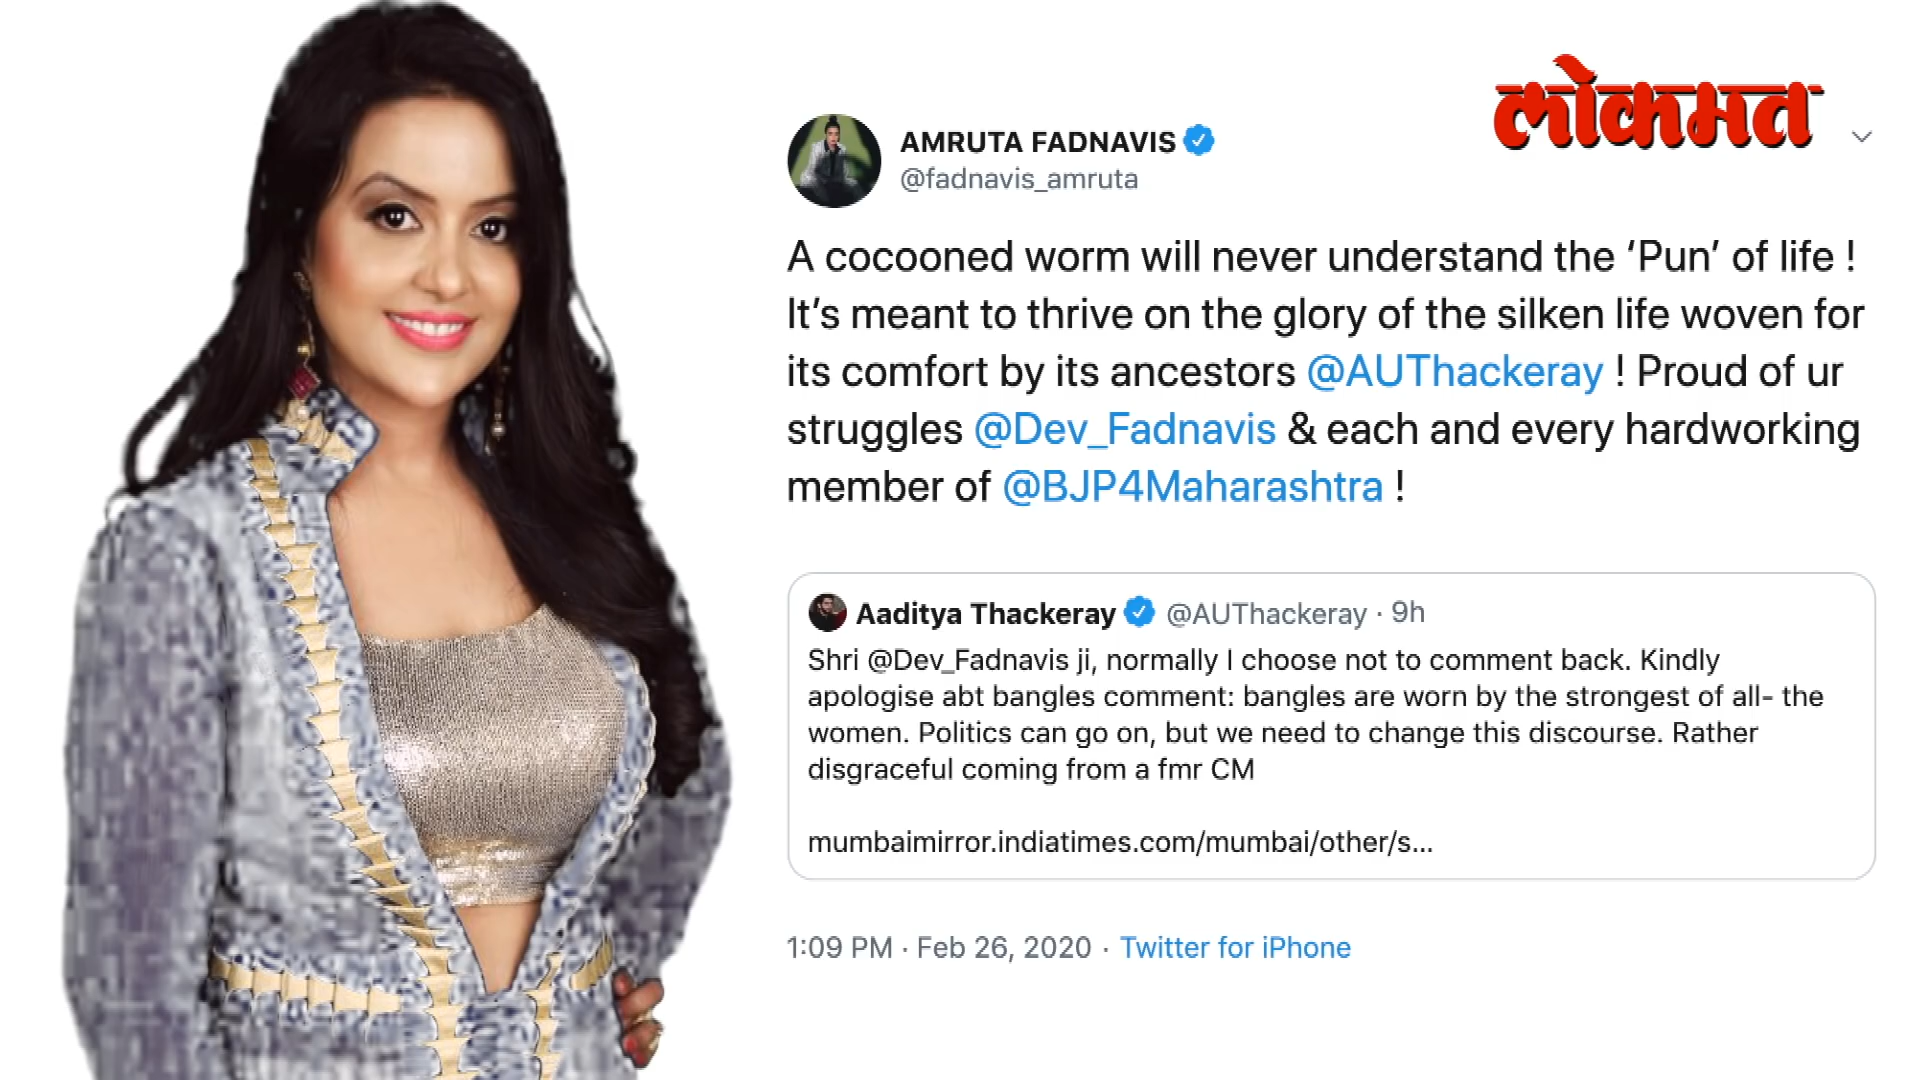 लोकमत
AMRUTA FADNAVIS
@fadnavis_amruta
A cocooned worm will never understand the ‘Pun’ of life !
It’s meant to thrive on the glory of the silken life woven for
its comfort by its ancestors @AUThackeray ! Proud of ur
struggles @Dev_Fadnavis & each and every hardworking
member of @BJP4Maharashtra !
Aaditya Thackeray @AUThackeray · 9h
Shri @Dev_Fadnavis ji, normally I choose not to comment back. Kindly
apologise abt bangles comment: bangles are worn by the strongest of all- the
women. Politics can go on, but we need to change this discourse. Rather
disgraceful coming from a fmr CM
mumbaimirror.indiatimes.com/mumbai/other/s...
1:09 PM · Feb 26, 2020 · Twitter for iPhone